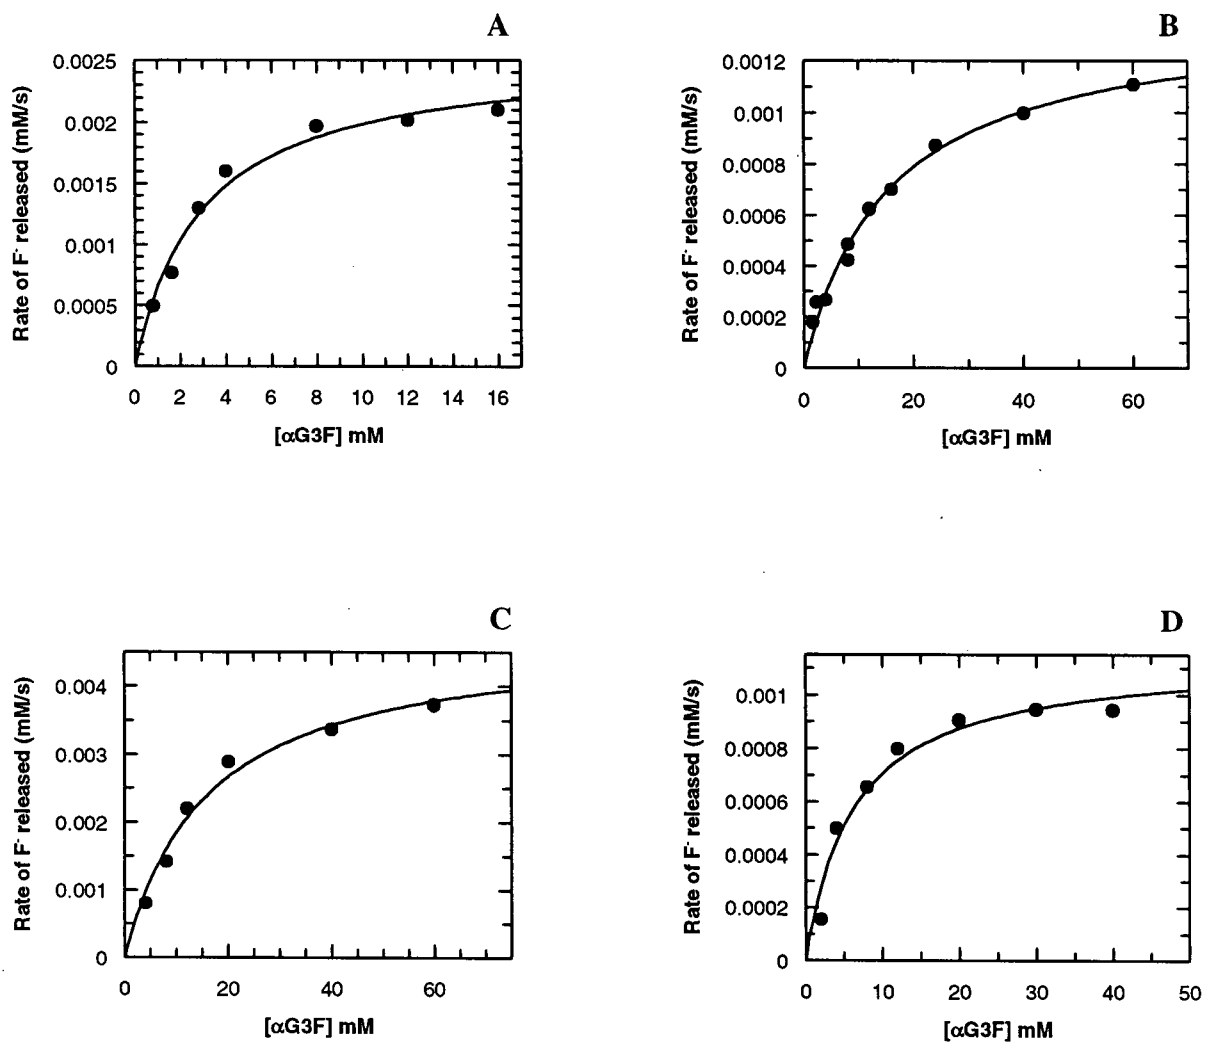 A
0.0025
0.002
0.0015
0.001
0.0005
0
Rate of F- released (mM/s)
0 2 4 6 8 10 12 14 16
[αG3F] mM
B
0.0012
0.001
0.0008
0.0006
0.0004
0.0002
0
Rate of F- released (mM/s)
0 20 40 60
[αG3F] mM
C
0.004
0.003
0.002
0.001
0
Rate of F- released (mM/s)
0 20 40 60
[αG3F] mM
D
0.001
0.0008
0.0006
0.0004
0.0002
0
Rate of F- released (mM/s)
0 10 20 30 40 50
[αG3F] mM